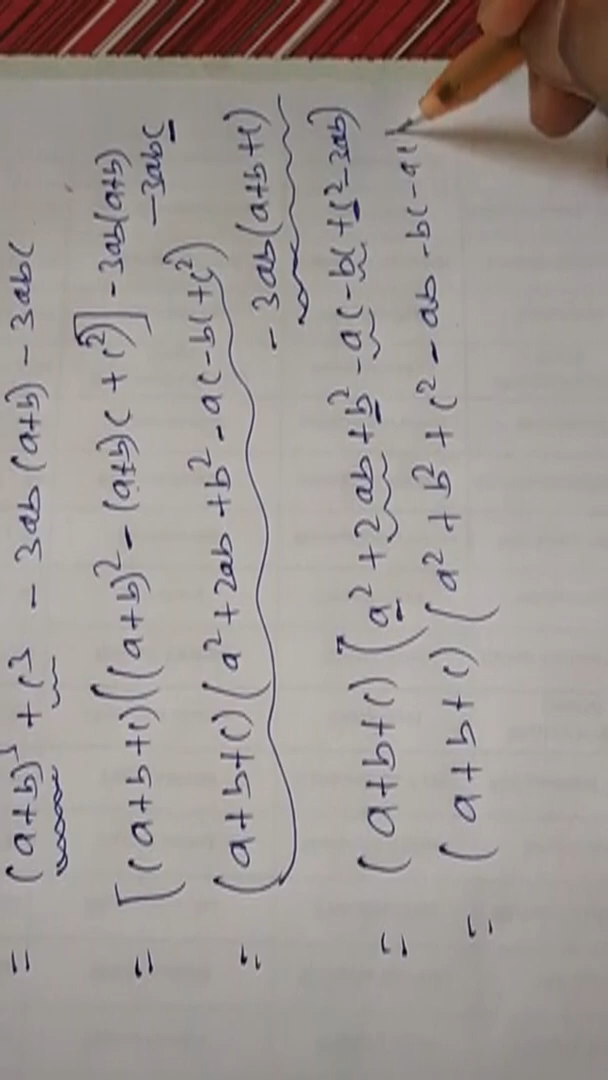 = (a+b)³ + c³ - 3ab (a+b) - 3abc
= [(a+b+c)((a+b)² - (a+b)c + c²)] - 3ab(a+b) - 3abc
= (a+b+c) (a² + 2ab + b² - ac - bc + c²) - 3ab(a+b+c)
= (a+b+c) (a² + 2ab + b² - ac - bc + c² - 3ab)
= (a+b+c) (a² + b² + c² - ab - bc - ac)